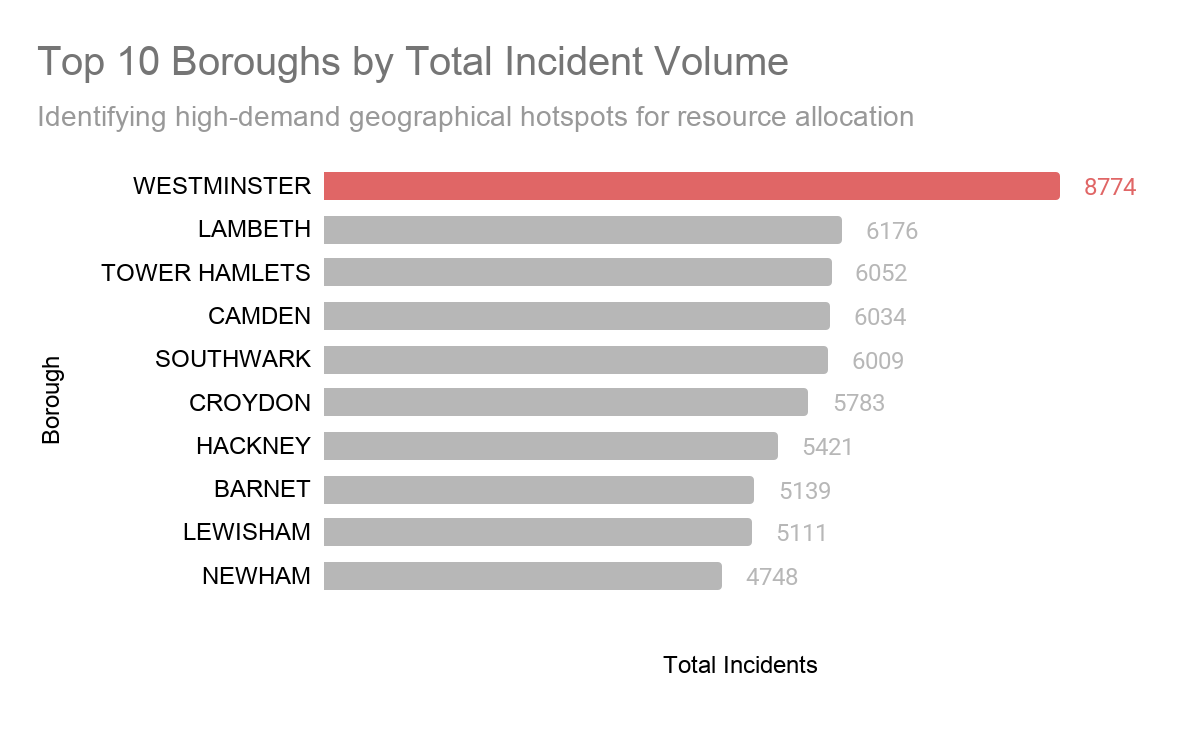 Top 10 Boroughs by Total Incident Volume
Identifying high-demand geographical hotspots for resource allocation
WESTMINSTER 8774
LAMBETH 6176
TOWER HAMLETS 6052
CAMDEN 6034
SOUTHWARK 6009
CROYDON 5783
HACKNEY 5421
BARNET 5139
LEWISHAM 5111
NEWHAM 4748
Borough
Total Incidents